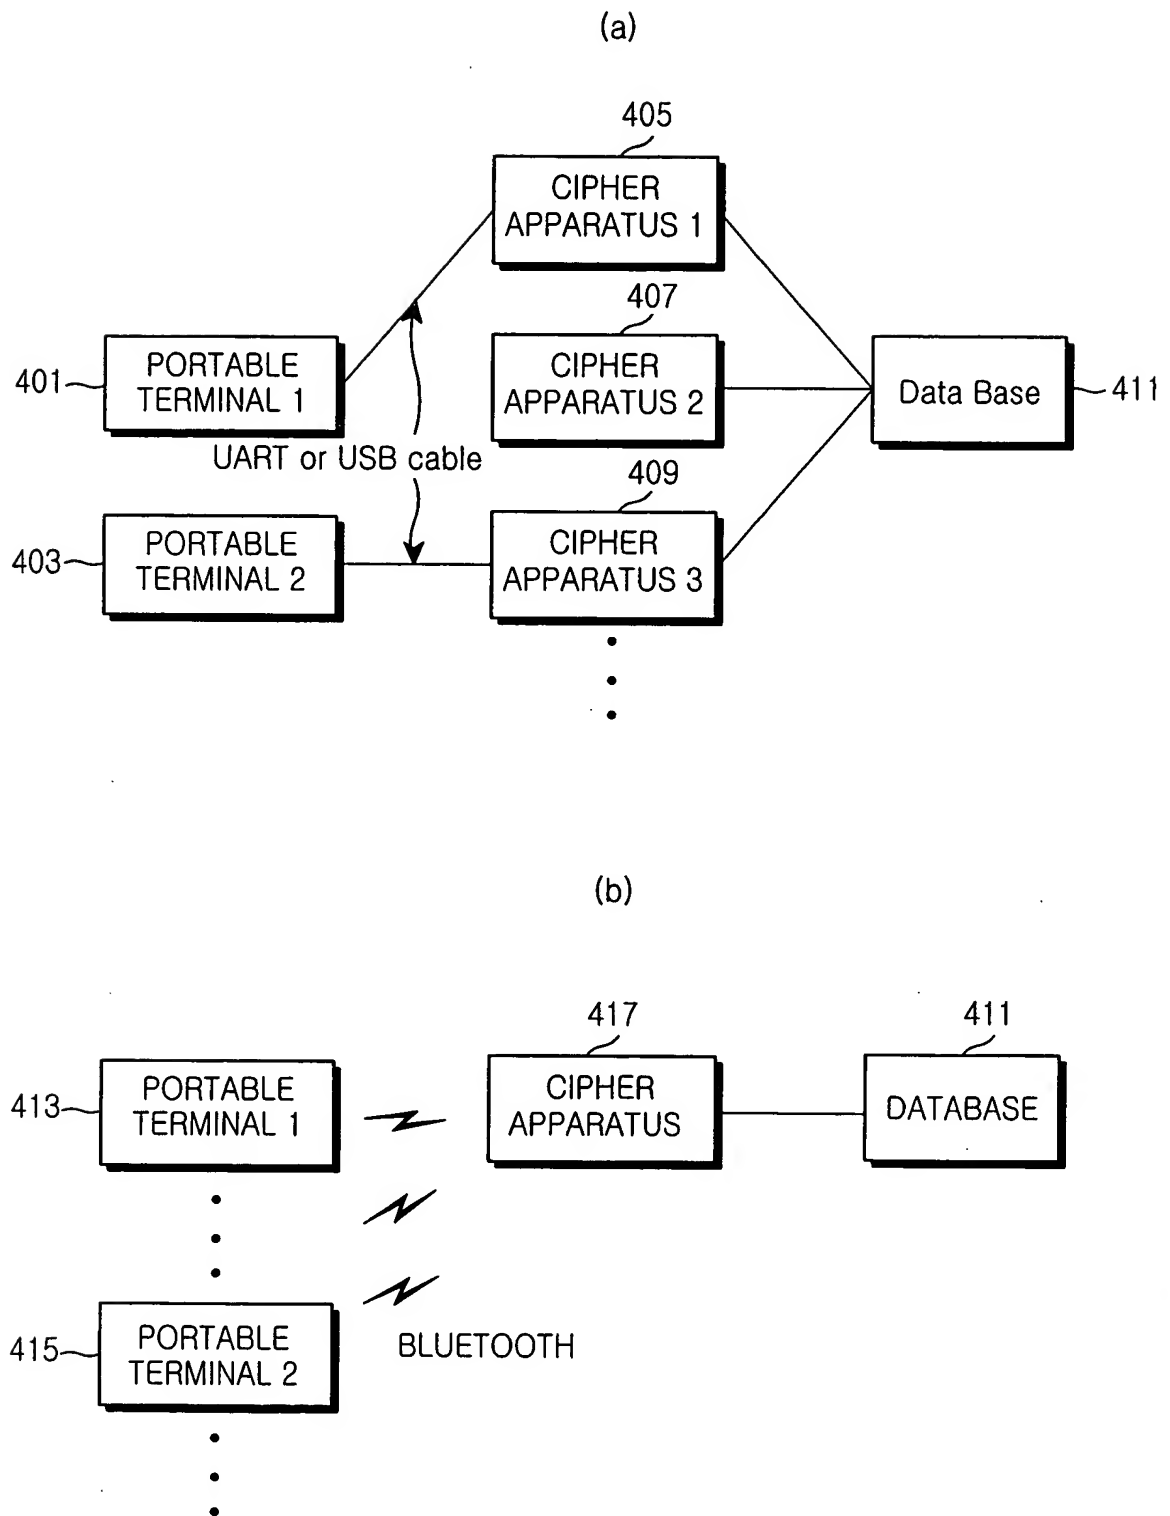 (a)
405
CIPHER
APPARATUS 1
407
401
PORTABLE
TERMINAL 1
CIPHER
APPARATUS 2
Data Base
411
UART or USB cable
409
403
PORTABLE
TERMINAL 2
CIPHER
APPARATUS 3
(b)
417
411
413
PORTABLE
TERMINAL 1
CIPHER
APPARATUS
DATABASE
415
PORTABLE
TERMINAL 2
BLUETOOTH